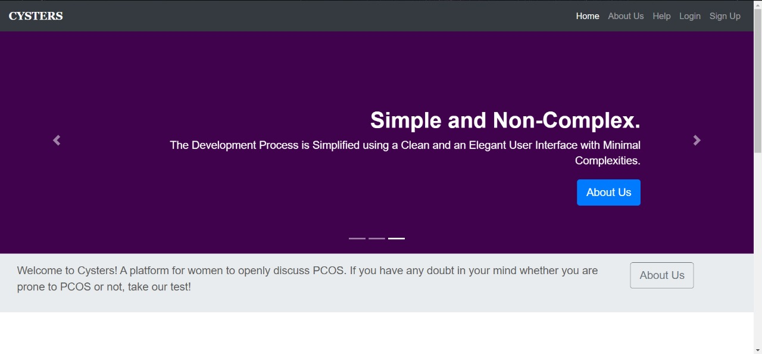 CYSTERS
Home About Us Help Login Sign Up
Simple and Non-Complex.
The Development Process is Simplified using a Clean and an Elegant User Interface with Minimal
Complexities.
About Us
Welcome to Cysters! A platform for women to openly discuss PCOS. If you have any doubt in your mind whether you are
prone to PCOS or not, take our test!
About Us